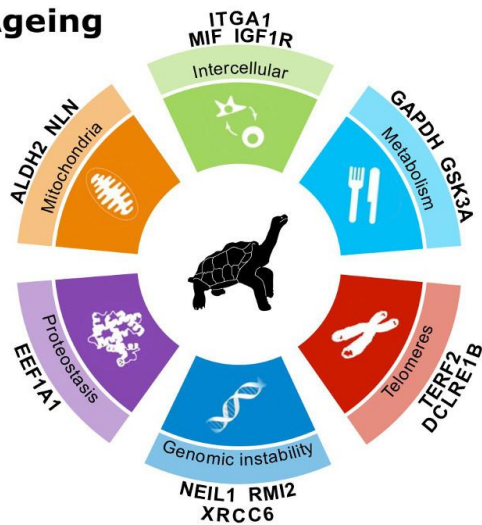 Ageing
ITGA1
MIF IGF1R
Intercellular
GAPDH GSK3A
Metabolism
TERF2
DCLRE1B
Telomeres
Genomic instability
NEIL1 RMI2
XRCC6
EEF1A1
Proteostasis
ALDH2 NLN
Mitochondria